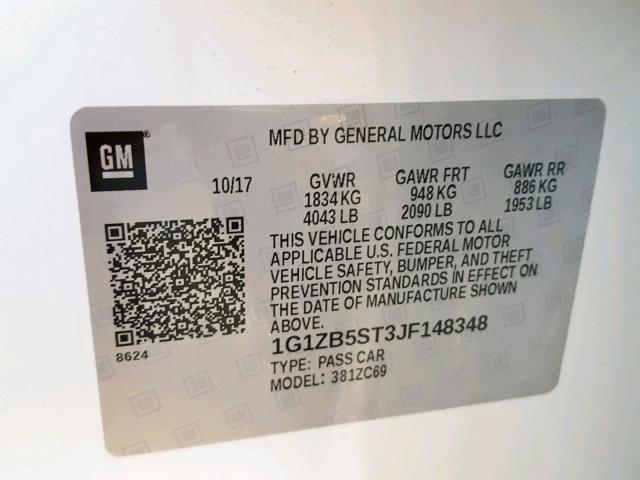 GM
MFD BY GENERAL MOTORS LLC
10/17 GVWR GAWR FRT GAWR RR
1834 KG 948 KG 886 KG
4043 LB 2090 LB 1953 LB
THIS VEHICLE CONFORMS TO ALL
APPLICABLE U.S. FEDERAL MOTOR
VEHICLE SAFETY, BUMPER, AND THEFT
PREVENTION STANDARDS IN EFFECT ON
THE DATE OF MANUFACTURE SHOWN
ABOVE.
8624
1G1ZB5ST3JF148348
TYPE: PASS CAR
MODEL: 381ZC69